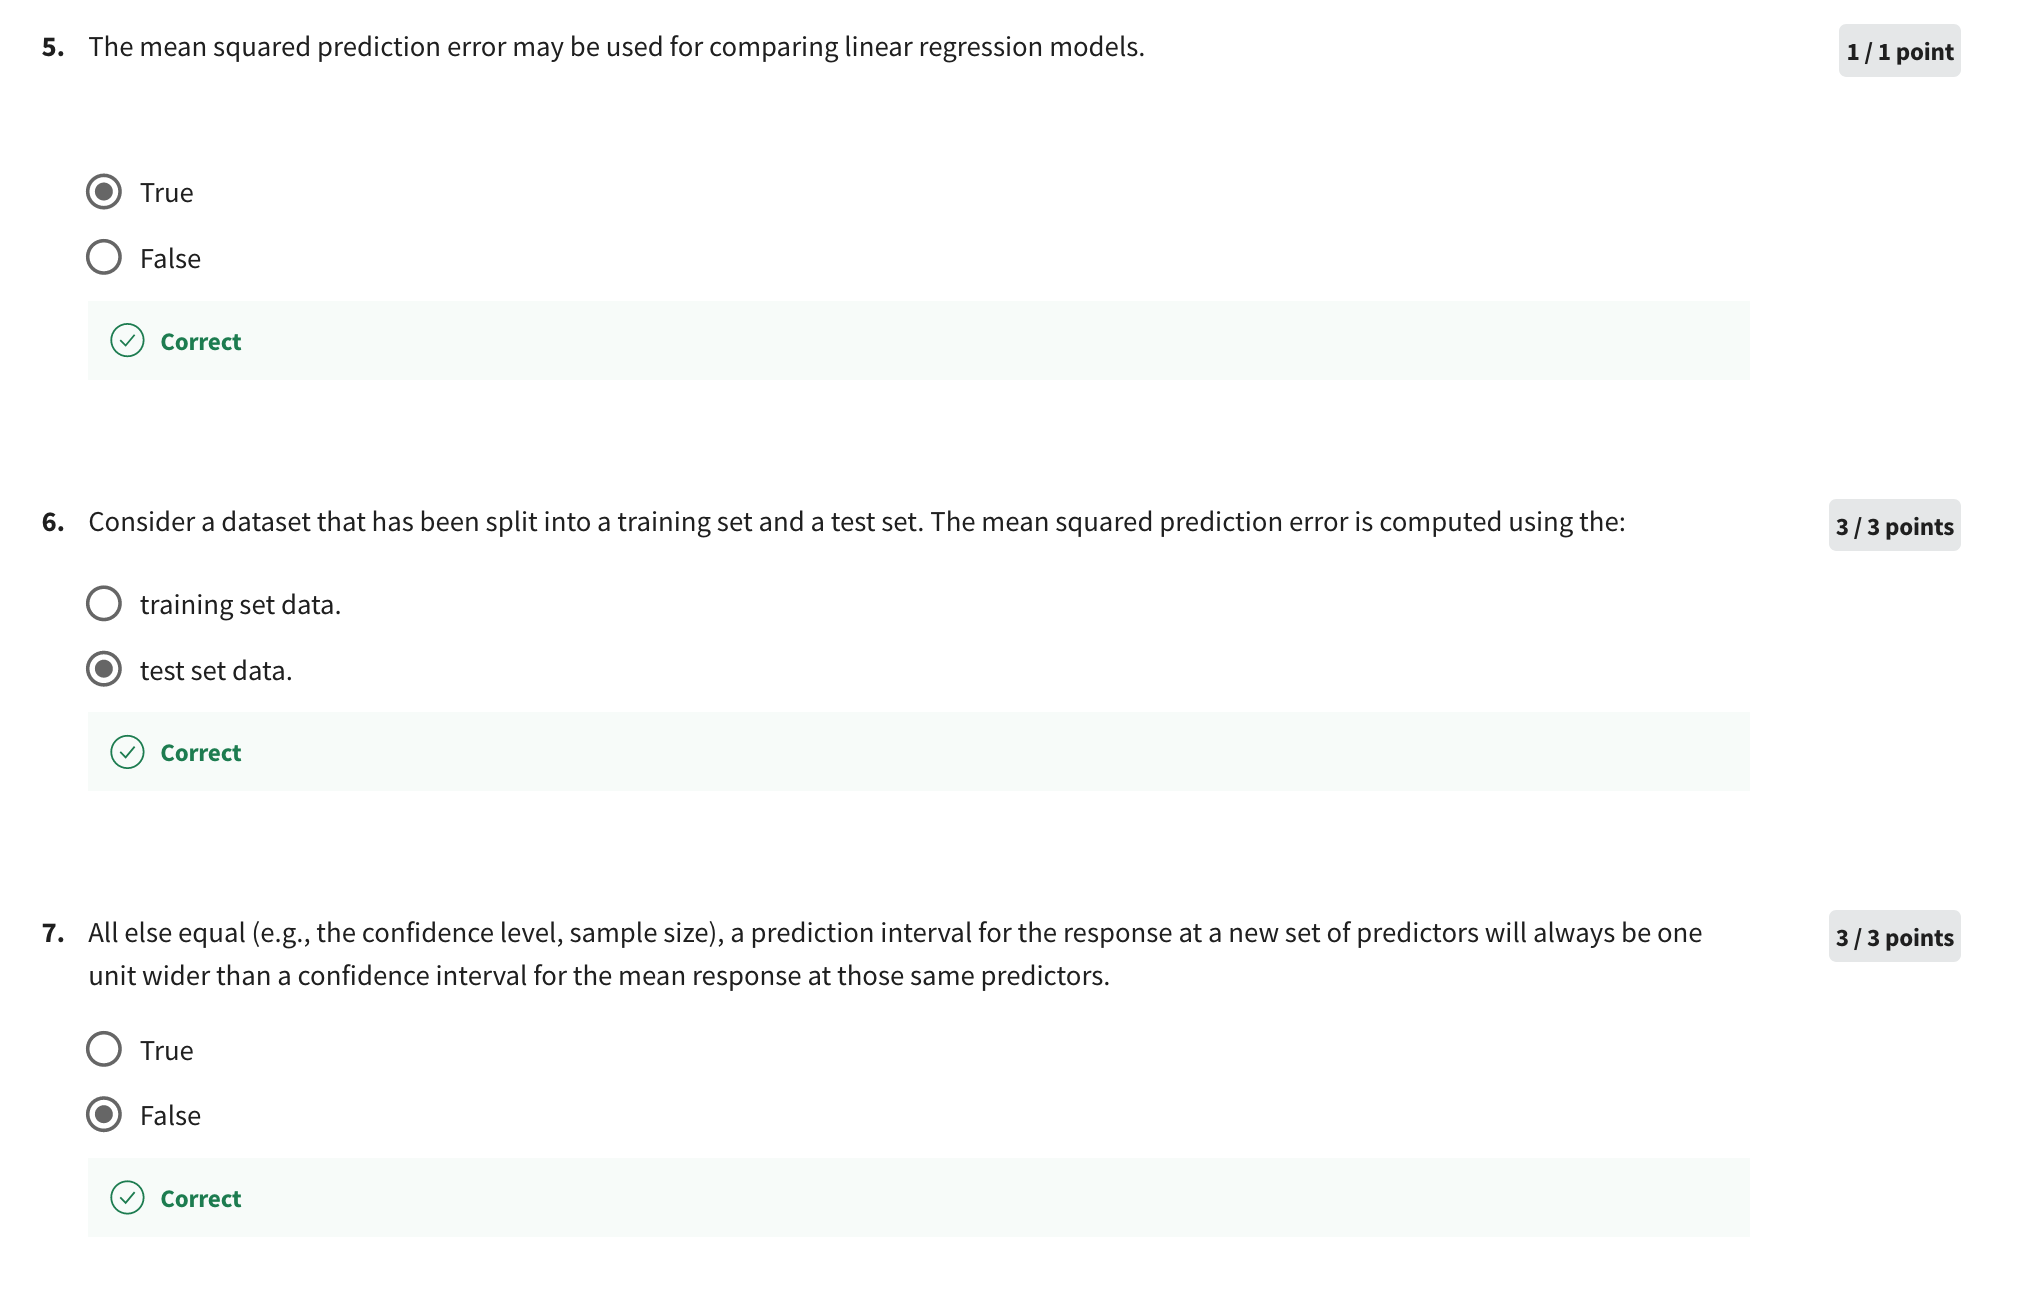 5. The mean squared prediction error may be used for comparing linear regression models.
1 / 1 point
True
False
Correct
6. Consider a dataset that has been split into a training set and a test set. The mean squared prediction error is computed using the:
3 / 3 points
training set data.
test set data.
Correct
7. All else equal (e.g., the confidence level, sample size), a prediction interval for the response at a new set of predictors will always be one
3 / 3 points
unit wider than a confidence interval for the mean response at those same predictors.
True
False
Correct